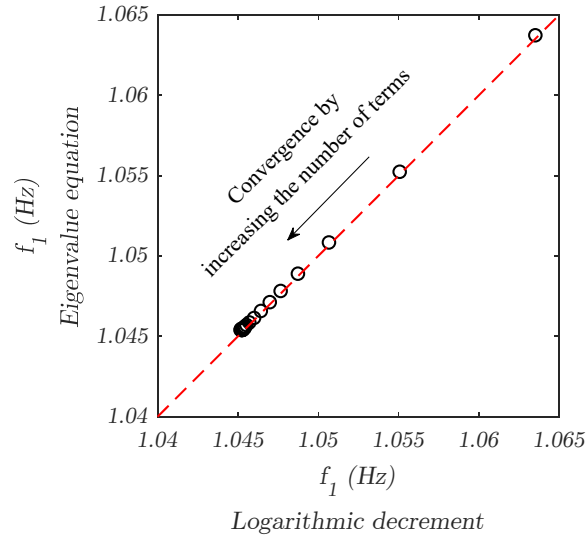 f1 (Hz)
Eigenvalue equation
1.065
1.06
1.055
1.05
1.045
1.04
Convergence by
increasing the number of terms
1.04 1.045 1.05 1.055 1.06 1.065
f1 (Hz)
Logarithmic decrement